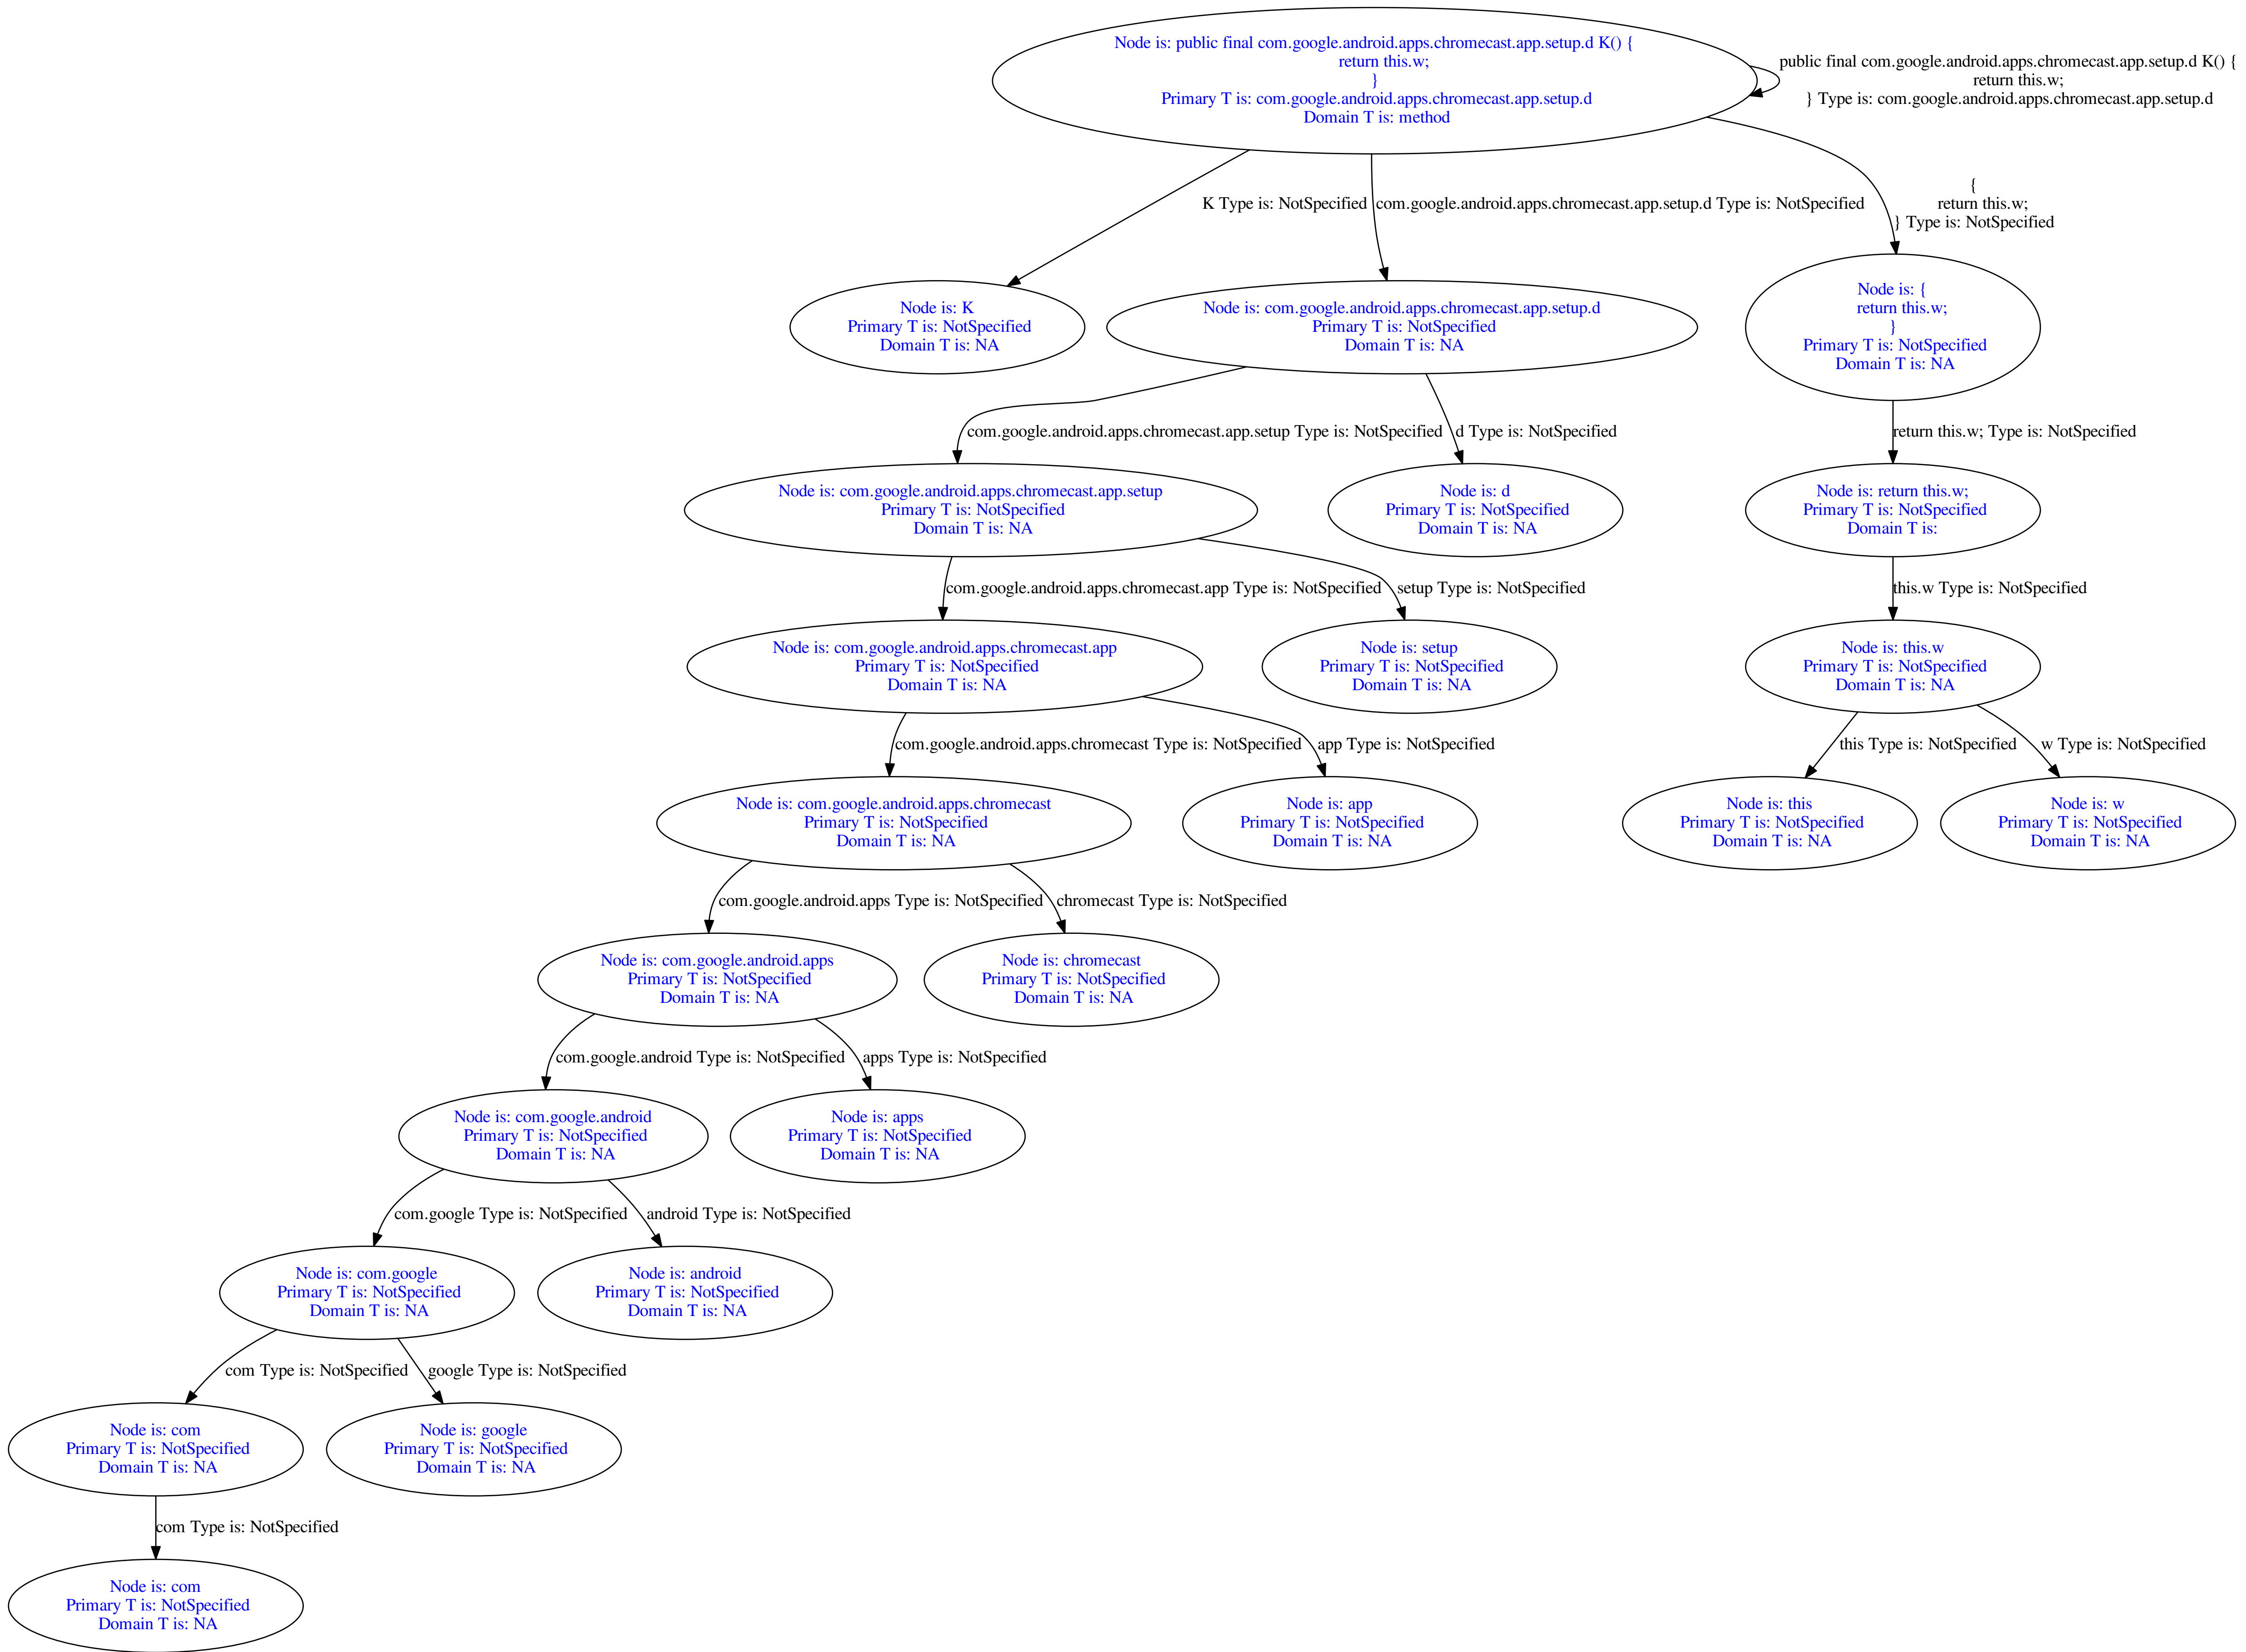 Node is: public final com.google.android.apps.chromecast.app.setup.d K() {
return this.w;
}
Primary T is: com.google.android.apps.chromecast.app.setup.d
Domain T is: method
public final com.google.android.apps.chromecast.app.setup.d K() {
return this.w;
} Type is: com.google.android.apps.chromecast.app.setup.d
K Type is: NotSpecified
com.google.android.apps.chromecast.app.setup.d Type is: NotSpecified
{
return this.w;
} Type is: NotSpecified
Node is: K
Primary T is: NotSpecified
Domain T is: NA
Node is: com.google.android.apps.chromecast.app.setup.d
Primary T is: NotSpecified
Domain T is: NA
Node is: {
return this.w;
}
Primary T is: NotSpecified
Domain T is: NA
com.google.android.apps.chromecast.app.setup Type is: NotSpecified
d Type is: NotSpecified
return this.w; Type is: NotSpecified
Node is: com.google.android.apps.chromecast.app.setup
Primary T is: NotSpecified
Domain T is: NA
Node is: d
Primary T is: NotSpecified
Domain T is: NA
Node is: return this.w;
Primary T is: NotSpecified
Domain T is:
com.google.android.apps.chromecast.app Type is: NotSpecified
setup Type is: NotSpecified
this.w Type is: NotSpecified
Node is: com.google.android.apps.chromecast.app
Primary T is: NotSpecified
Domain T is: NA
Node is: setup
Primary T is: NotSpecified
Domain T is: NA
Node is: this.w
Primary T is: NotSpecified
Domain T is: NA
com.google.android.apps.chromecast Type is: NotSpecified
app Type is: NotSpecified
this Type is: NotSpecified
w Type is: NotSpecified
Node is: com.google.android.apps.chromecast
Primary T is: NotSpecified
Domain T is: NA
Node is: app
Primary T is: NotSpecified
Domain T is: NA
Node is: this
Primary T is: NotSpecified
Domain T is: NA
Node is: w
Primary T is: NotSpecified
Domain T is: NA
com.google.android.apps Type is: NotSpecified
chromecast Type is: NotSpecified
Node is: com.google.android.apps
Primary T is: NotSpecified
Domain T is: NA
Node is: chromecast
Primary T is: NotSpecified
Domain T is: NA
com.google.android Type is: NotSpecified
apps Type is: NotSpecified
Node is: com.google.android
Primary T is: NotSpecified
Domain T is: NA
Node is: apps
Primary T is: NotSpecified
Domain T is: NA
com.google Type is: NotSpecified
android Type is: NotSpecified
Node is: com.google
Primary T is: NotSpecified
Domain T is: NA
Node is: android
Primary T is: NotSpecified
Domain T is: NA
com Type is: NotSpecified
google Type is: NotSpecified
Node is: com
Primary T is: NotSpecified
Domain T is: NA
Node is: google
Primary T is: NotSpecified
Domain T is: NA
com Type is: NotSpecified
Node is: com
Primary T is: NotSpecified
Domain T is: NA